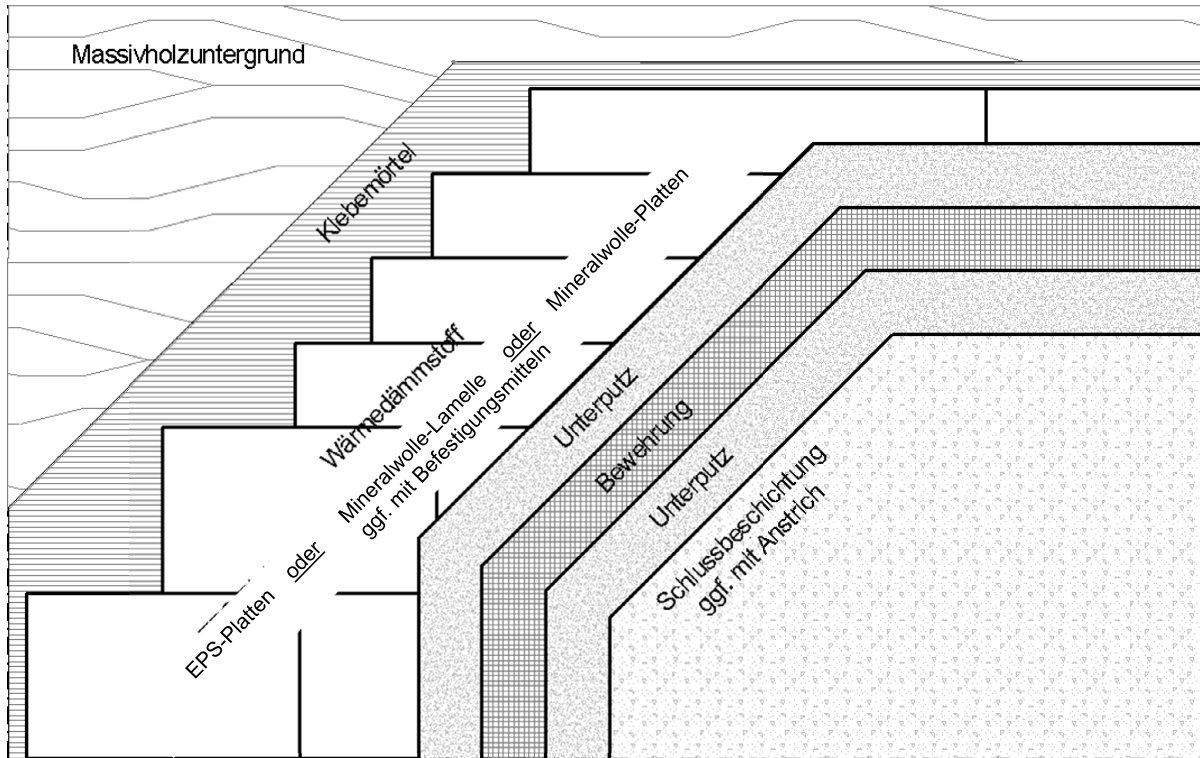 Massivholzuntergrund
Klebemörtel
Wärmedämmstoff
EPS-Platten oder
Mineralwolle-Lamelle oder
ggf. mit Befestigungsmitteln
Mineralwolle-Platten
Unterputz
Bewehrung
Unterputz
Schlussbeschichtung
ggf. mit Anstrich